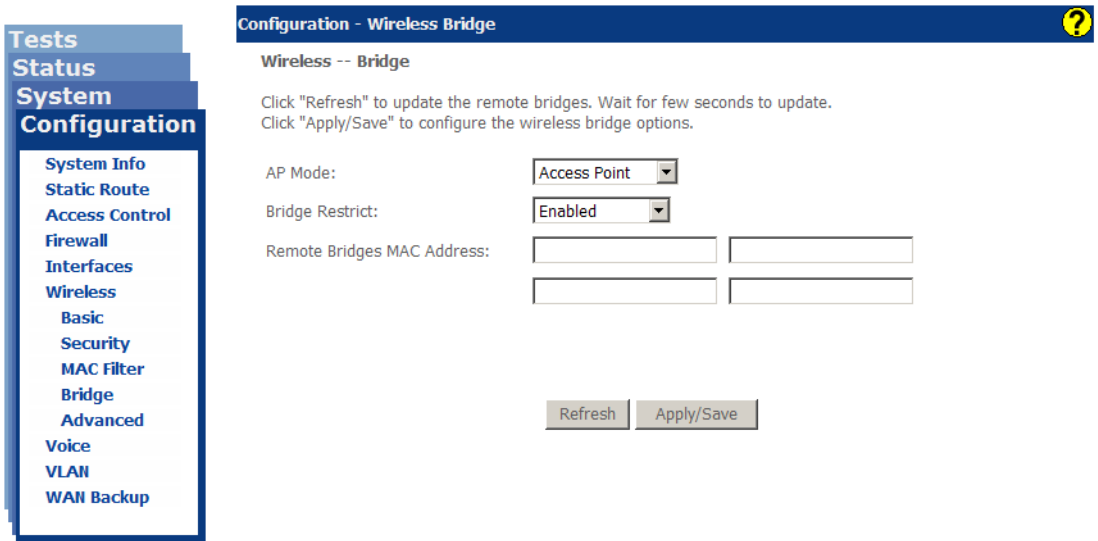 Tests
Status
System
Configuration
System Info
Static Route
Access Control
Firewall
Interfaces
Wireless
Basic
Security
MAC Filter
Bridge
Advanced
Voice
VLAN
WAN Backup
Configuration - Wireless Bridge
?
Wireless -- Bridge
Click "Refresh" to update the remote bridges. Wait for few seconds to update.
Click "Apply/Save" to configure the wireless bridge options.
AP Mode: Access Point
Bridge Restrict: Enabled
Remote Bridges MAC Address:
Refresh Apply/Save